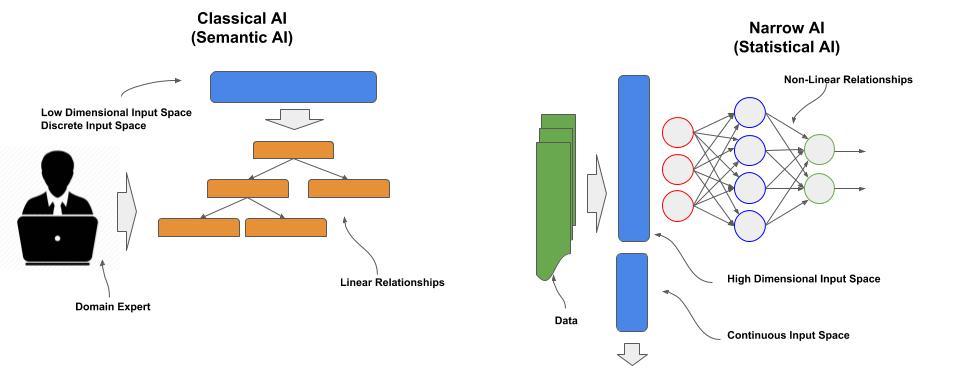 Classical AI
(Semantic AI)
Low Dimensional Input Space
Discrete Input Space
Linear Relationships
Domain Expert
Narrow AI
(Statistical AI)
Non-Linear Relationships
High Dimensional Input Space
Data
Continuous Input Space